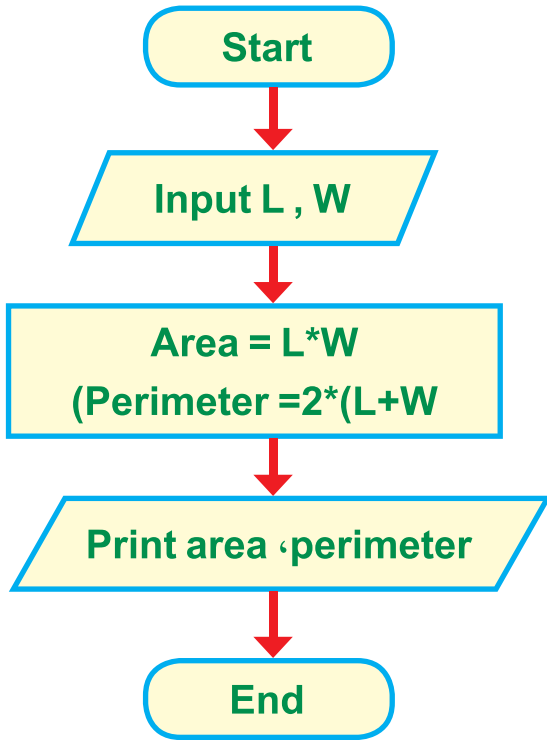 Start
Input L , W
Area = L*W
(Perimeter =2*(L+W
Print area ،perimeter
End